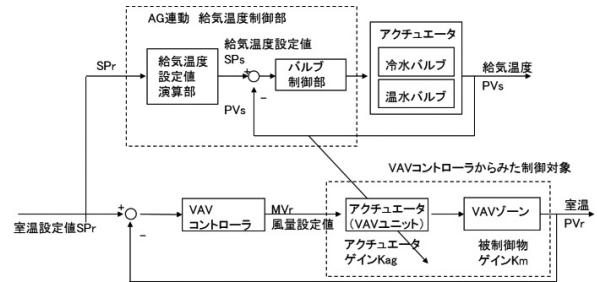 AG連動 給気温度制御部
SPr
給気温度
設定値
演算部
給気温度設定値
SPs
+
−
PVs
バルブ
制御部
アクチュエータ
冷水バルブ
温水バルブ
給気温度
PVs
VAVコントローラからみた制御対象
室温設定値SPr
+
−
VAV
コントローラ
MVr
風量設定値
アクチュエータ
(VAVユニット)
アクチュエータ
ゲインKag
VAVゾーン
被制御物
ゲインKm
室温
PVr